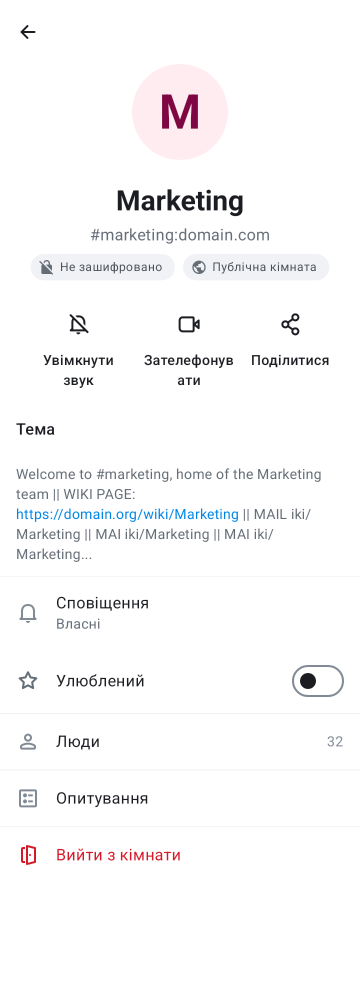 M
Marketing
#marketing:domain.com
Не зашифровано
Публічна кімната
Увімкнути
звук
Зателефонув
ати
Поділитися
Тема
Welcome to #marketing, home of the Marketing
team || WIKI PAGE:
https://domain.org/wiki/Marketing || MAIL iki/
Marketing || MAI iki/Marketing || MAI iki/
Marketing...
Сповіщення
Власні
Улюблений
Люди
32
Опитування
Вийти з кімнати